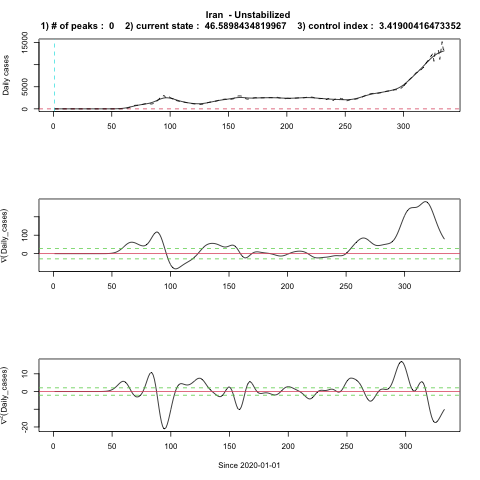 Iran - Unstabilized
1) # of peaks : 0 2) current state : 46.5898434819967 3) control index : 3.41900416473352
Daily cases
0 5000 15000
0 50 100 150 200 250 300
∇(Daily_cases)
0 100
0 50 100 150 200 250 300
∇²(Daily_cases)
-20 0 10
0 50 100 150 200 250 300
Since 2020-01-01